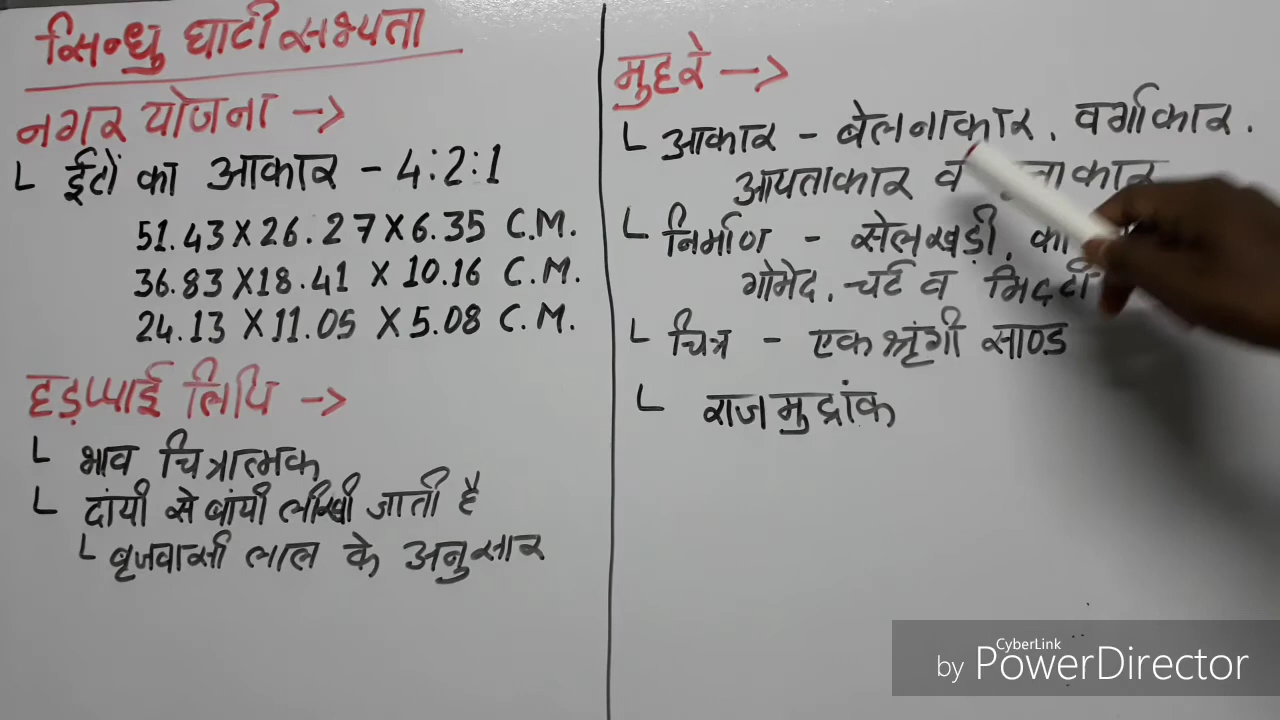 सिन्धु घाटी सभ्यता
नगर योजना ->
ईटों का आकार - 4:2:1
51.43 X 26.27 X 6.35 C.M.
36.83 X 18.41 X 10.16 C.M.
24.13 X 11.05 X 5.08 C.M.
हड़प्पाई लिपि ->
भाव चित्रात्मक
दांयी से बांयी लीखी जाती है
बृजवासी लाल के अनुसार
मुहरे ->
आकार - बेलनाकार, वर्गाकार,
आयताकार व
निर्माण - सेलखड़ी,
गोमेद, चर्ट व मिट्टी
चित्र - एक श्रृंगी साण्ड
राजमुद्रांक
CyberLink
by PowerDirector